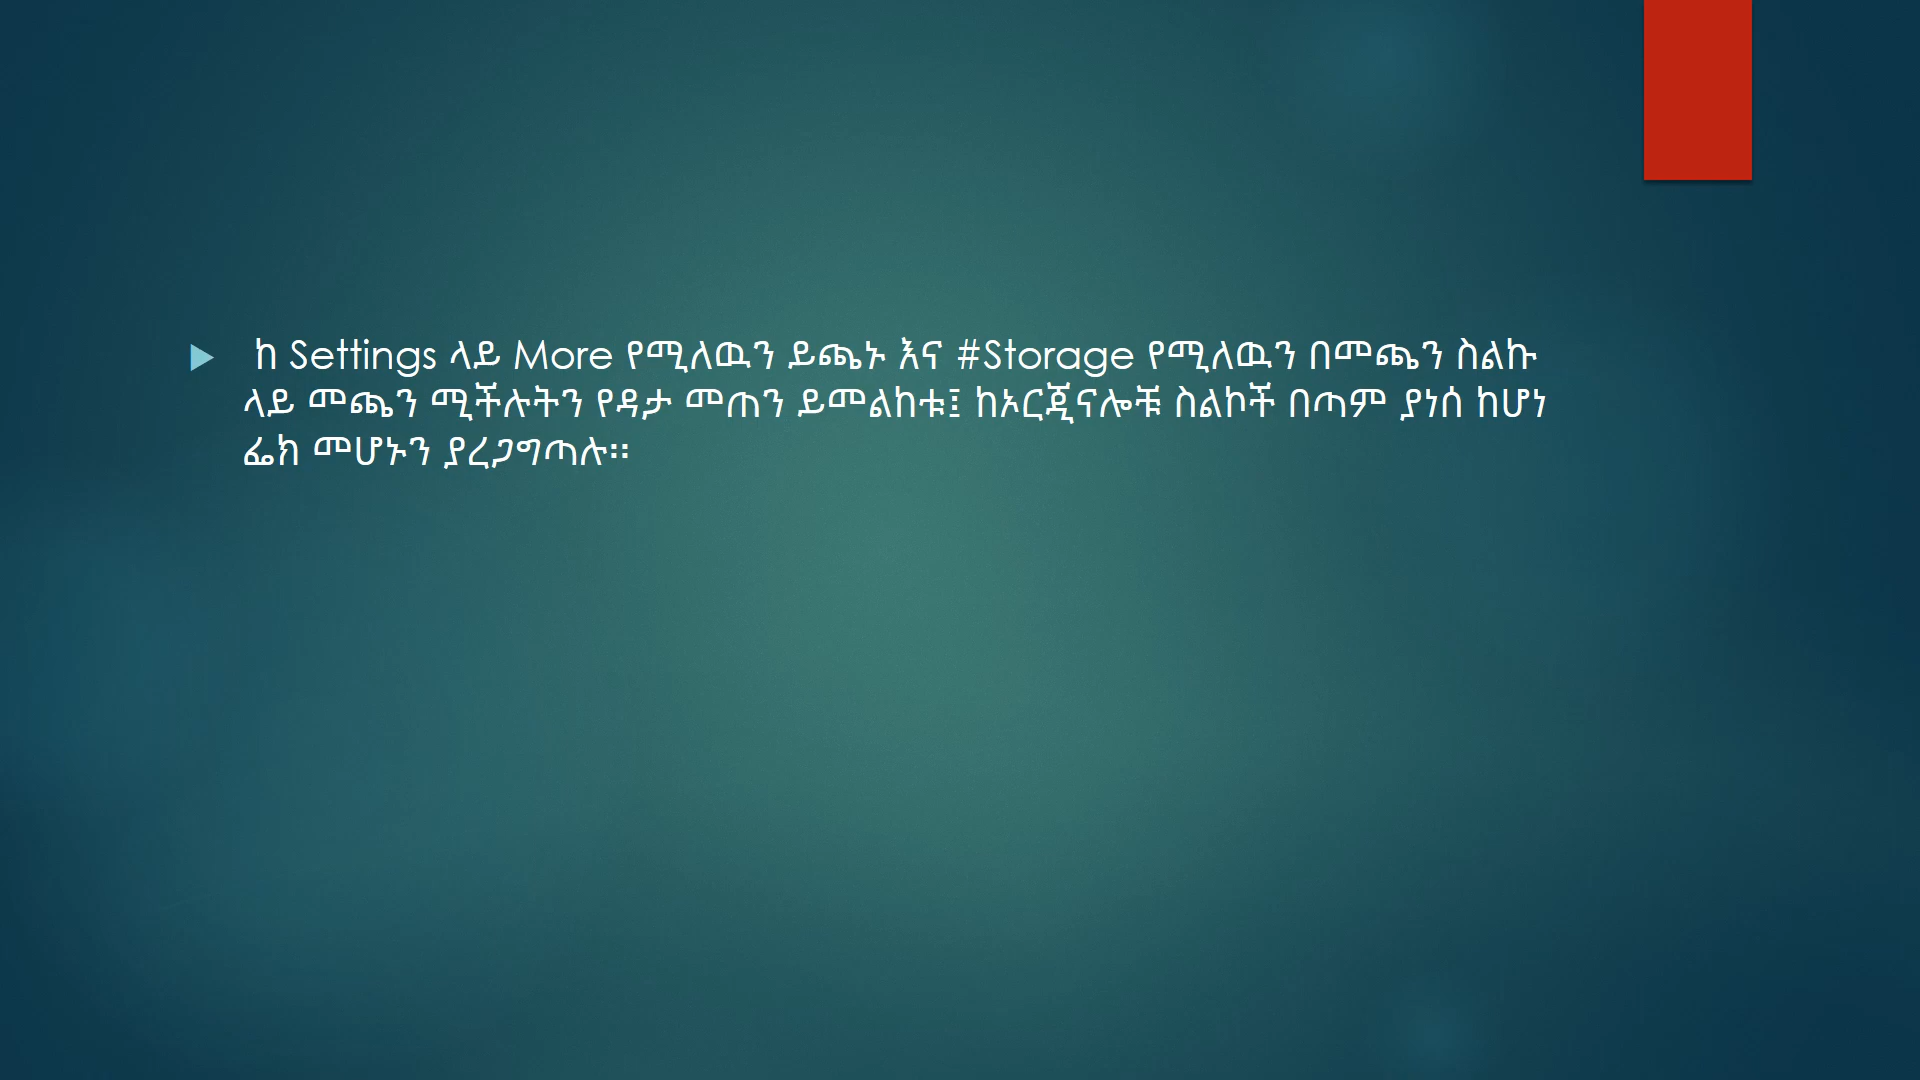 ከ Settings ላይ More የሚለዉን ይጫኑ እና #Storage የሚለዉን በመጫን ስልኩ
ላይ መጫን ሚችሉትን የዳታ መጠን ይመልከቱ፤ ከኦርጂናሎቹ ስልኮች በጣም ያነሰ ከሆነ
ፌክ መሆኑን ያረጋግጣሉ፡፡